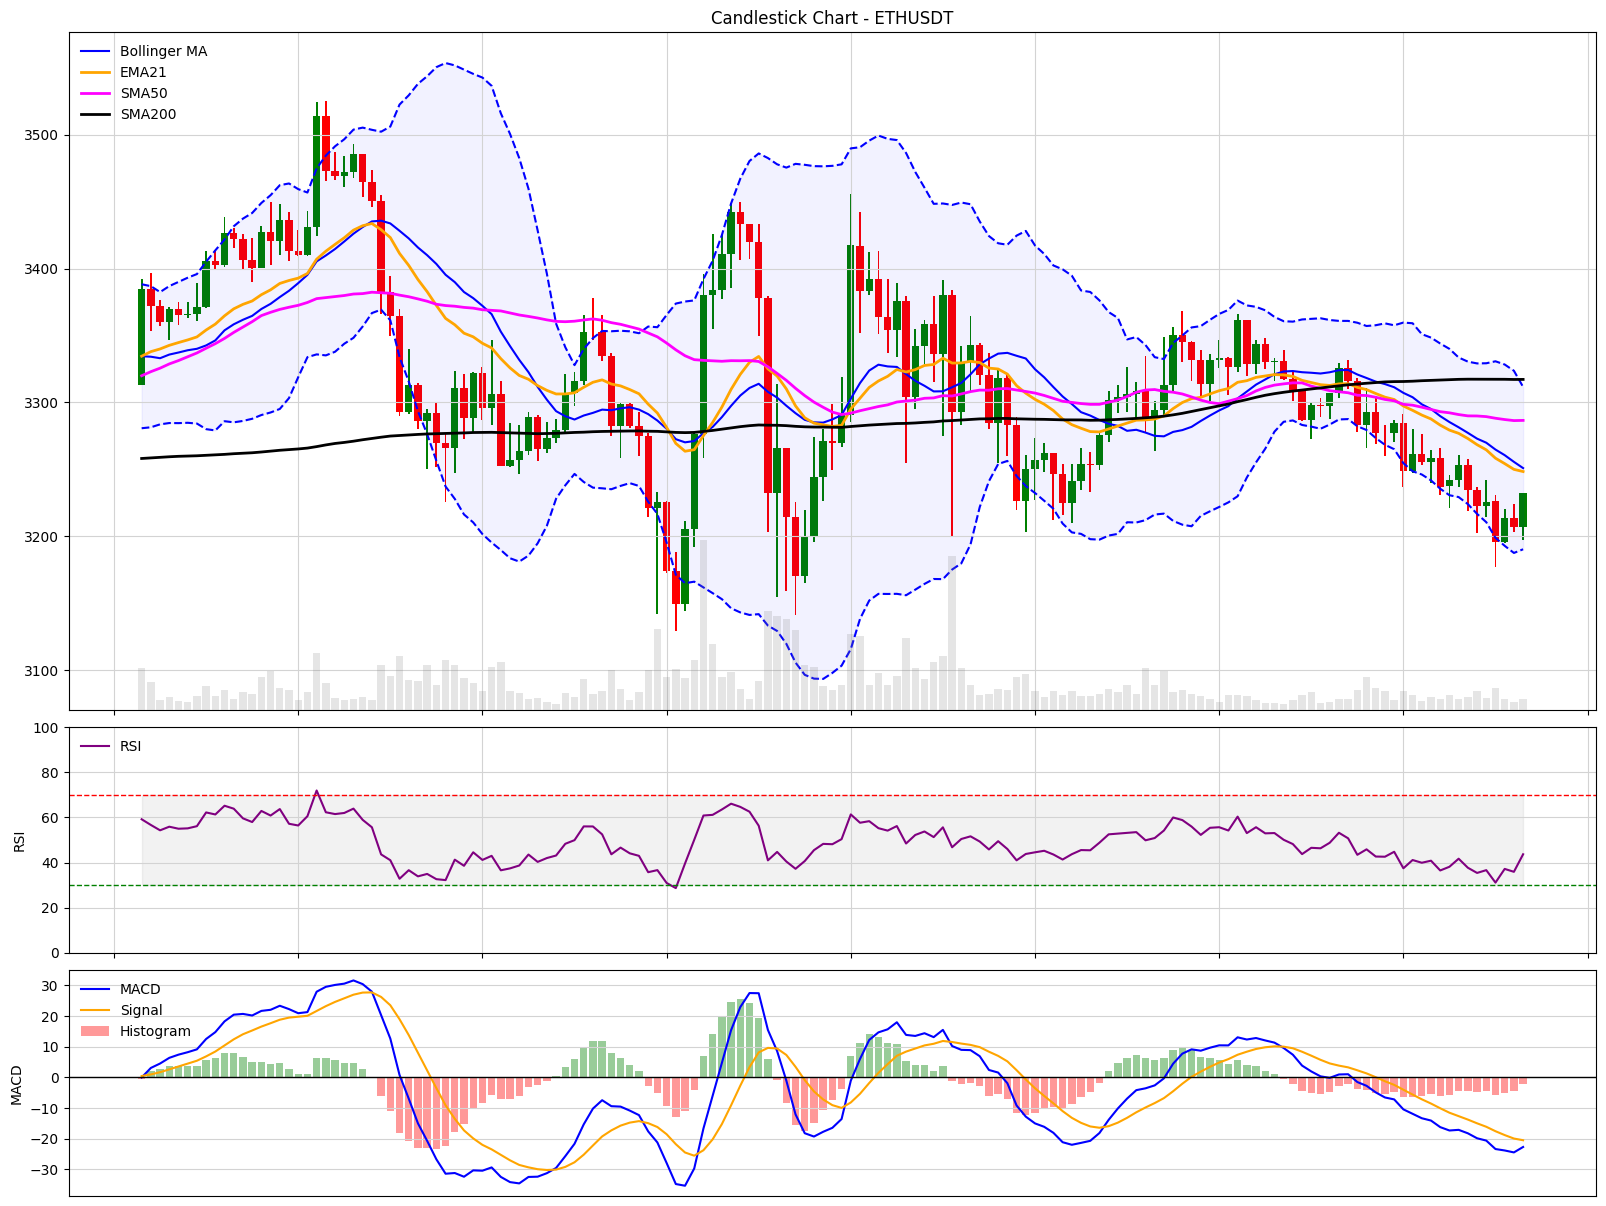 Candlestick Chart - ETHUSDT
Bollinger MA
EMA21
SMA50
SMA200
3500
3400
3300
3200
3100
100
80
60
40
20
0
RSI
RSI
30
20
10
0
−10
−20
−30
MACD
MACD
Signal
Histogram